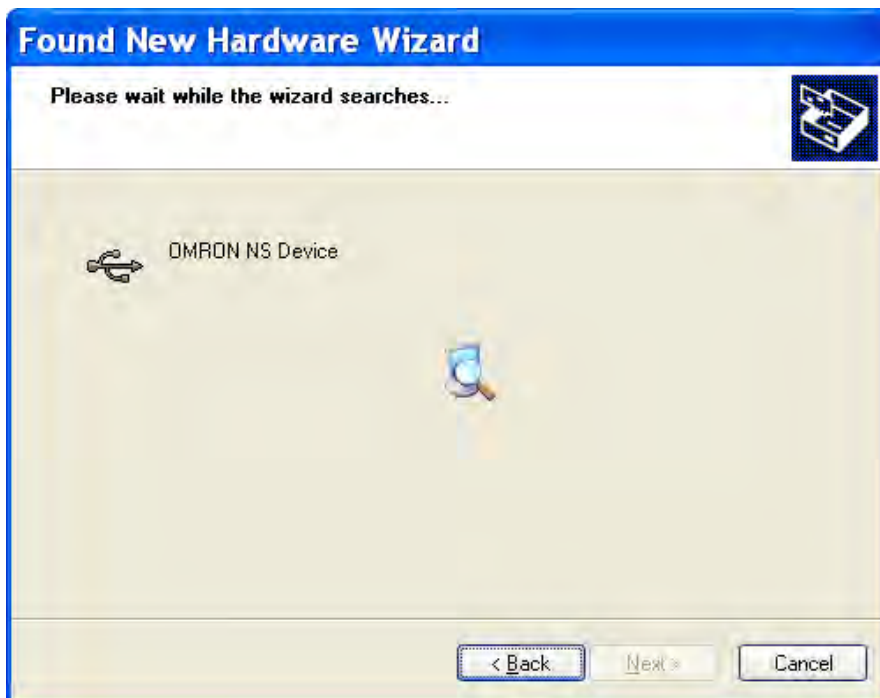 Found New Hardware Wizard
Please wait while the wizard searches...
OMRON NS Device
< Back
Next >
Cancel